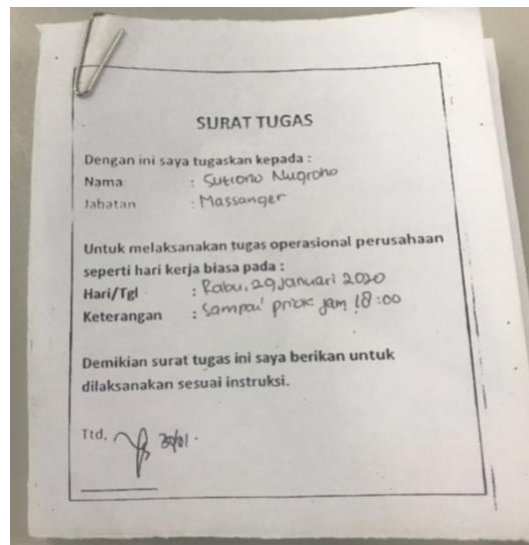 SURAT TUGAS
Dengan ini saya tugaskan kepada :
Nama : Sutiono Nugroho
Jabatan : Massanger
Untuk melaksanakan tugas operasional perusahaan
seperti hari kerja biasa pada :
Hari/Tgl : Rabu, 29 Januari 2020
Keterangan : Sampai priok jam 18:00
Demikian surat tugas ini saya berikan untuk
dilaksanakan sesuai instruksi.
Ttd,